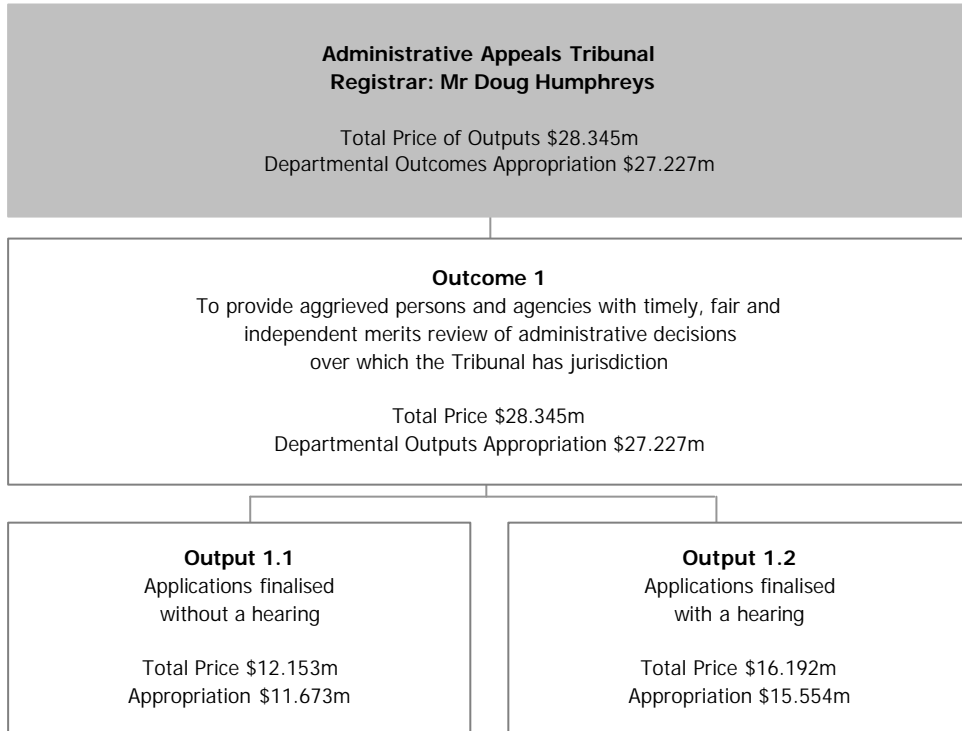 Administrative Appeals Tribunal
Registrar: Mr Doug Humphreys
Total Price of Outputs $28.345m
Departmental Outcomes Appropriation $27.227m
Outcome 1
To provide aggrieved persons and agencies with timely, fair and
independent merits review of administrative decisions
over which the Tribunal has jurisdiction
Total Price $28.345m
Departmental Outputs Appropriation $27.227m
Output 1.1
Applications finalised
without a hearing
Total Price $12.153m
Appropriation $11.673m
Output 1.2
Applications finalised
with a hearing
Total Price $16.192m
Appropriation $15.554m